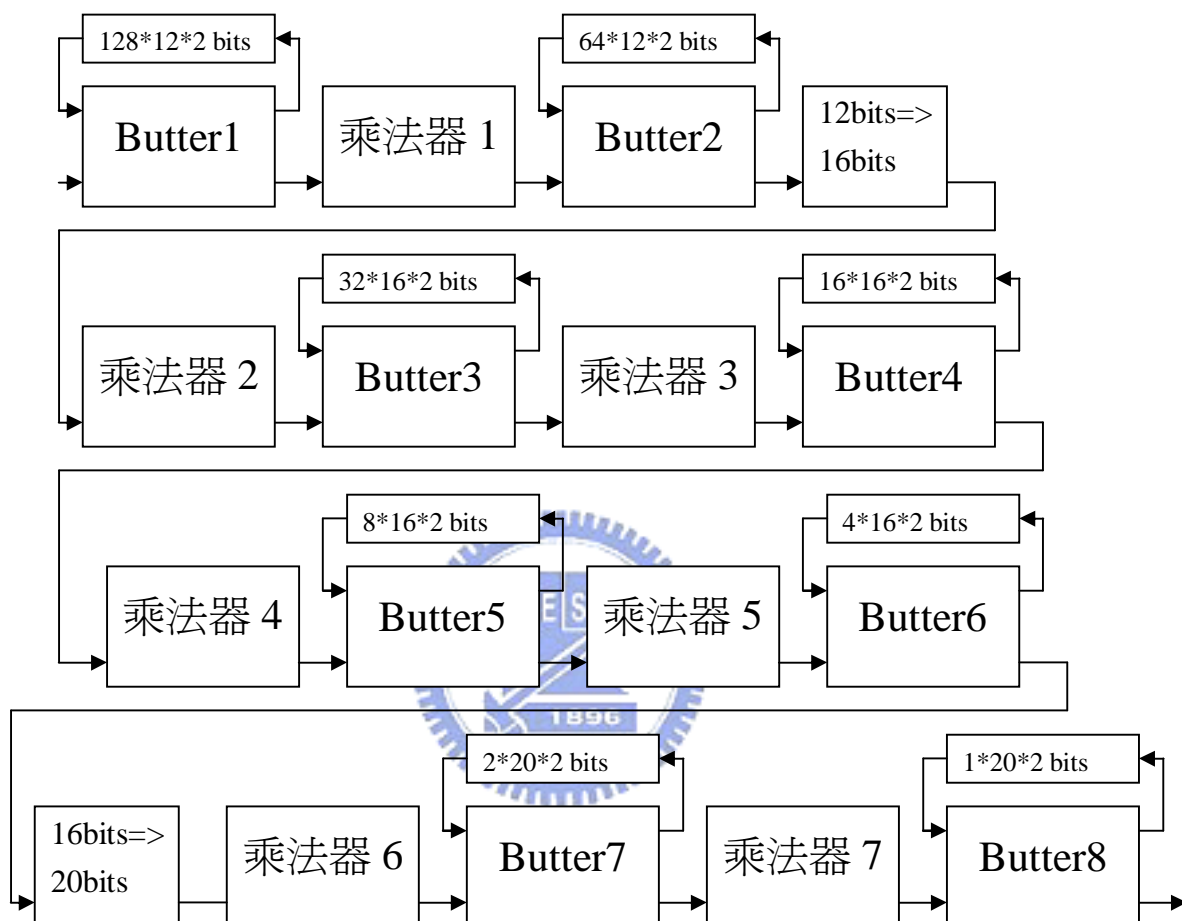 128*12*2 bits
64*12*2 bits
Butter1
乘法器 1
Butter2
12bits=>
16bits
32*16*2 bits
16*16*2 bits
乘法器 2
Butter3
乘法器 3
Butter4
8*16*2 bits
4*16*2 bits
乘法器 4
Butter5
乘法器 5
Butter6
E S
1896
2*20*2 bits
1*20*2 bits
16bits=>
20bits
乘法器 6
Butter7
乘法器 7
Butter8